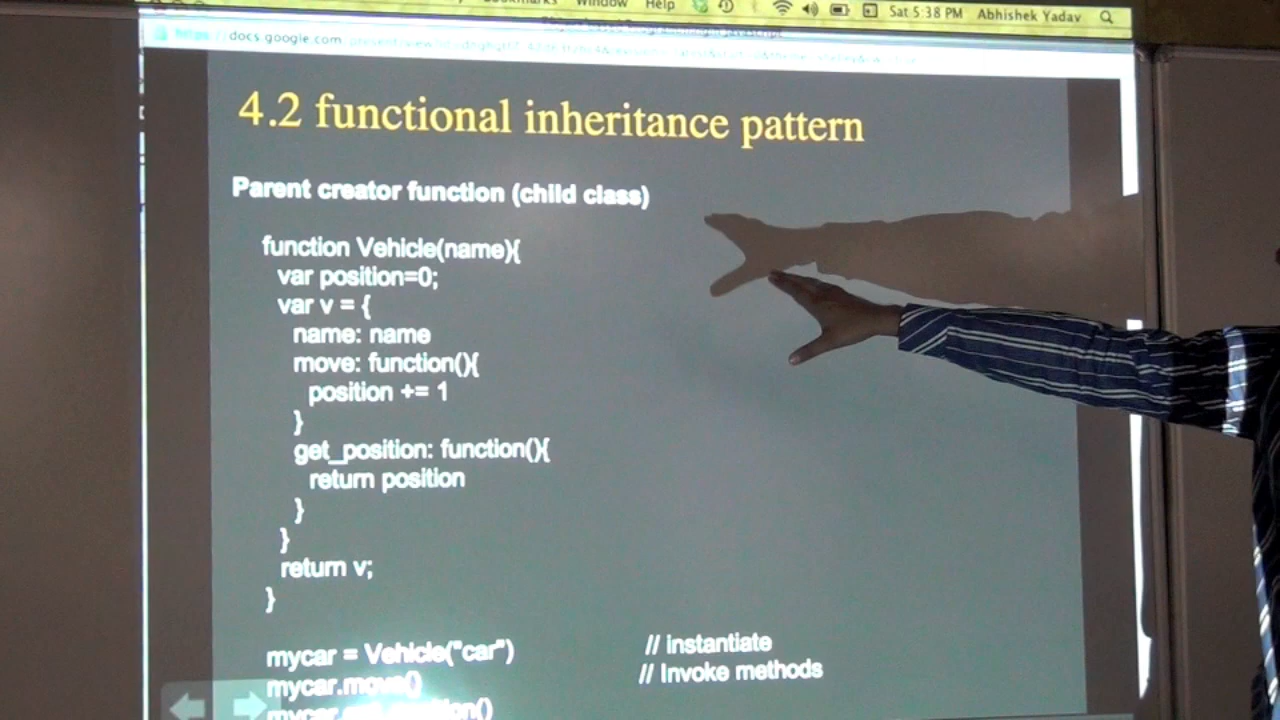 Window Help Sat 5:38 PM Abhishek Yadav
docs.google.com
4.2 functional inheritance pattern
Parent creator function (child class)
function Vehicle(name){
var position=0;
var v = {
name: name
move: function(){
position += 1
}
get_position: function(){
return position
}
}
return v;
}
mycar = Vehicle("car") // instantiate
mycar.move() // Invoke methods
mycar.get_position()